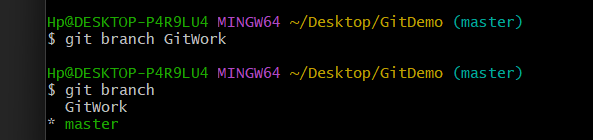 Hp@DESKTOP-P4R9LU4 MINGW64 ~/Desktop/GitDemo (master)
$ git branch GitWork
Hp@DESKTOP-P4R9LU4 MINGW64 ~/Desktop/GitDemo (master)
$ git branch
  GitWork
* master